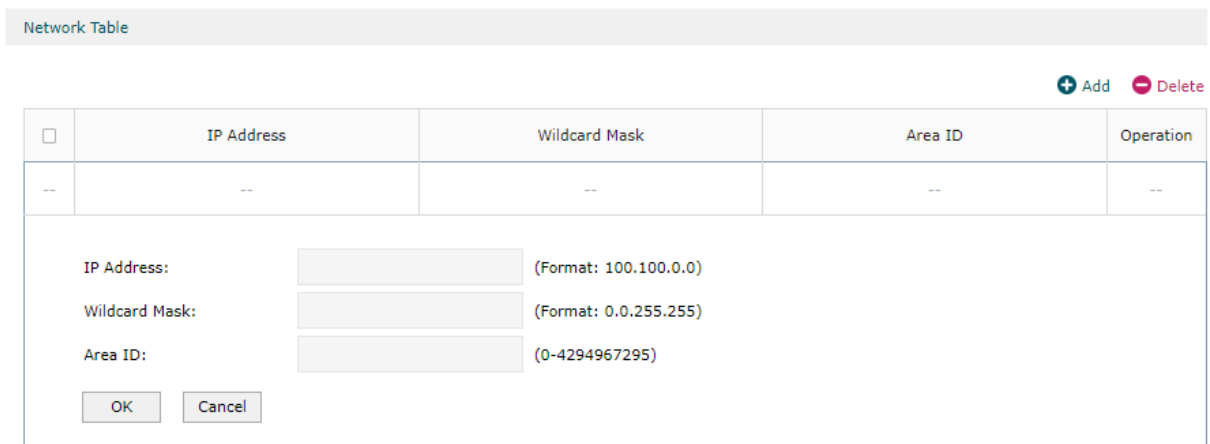 Network Table
Add Delete
IP Address Wildcard Mask Area ID Operation
-- -- -- -- --
IP Address: (Format: 100.100.0.0)
Wildcard Mask: (Format: 0.0.255.255)
Area ID: (0-4294967295)
OK Cancel